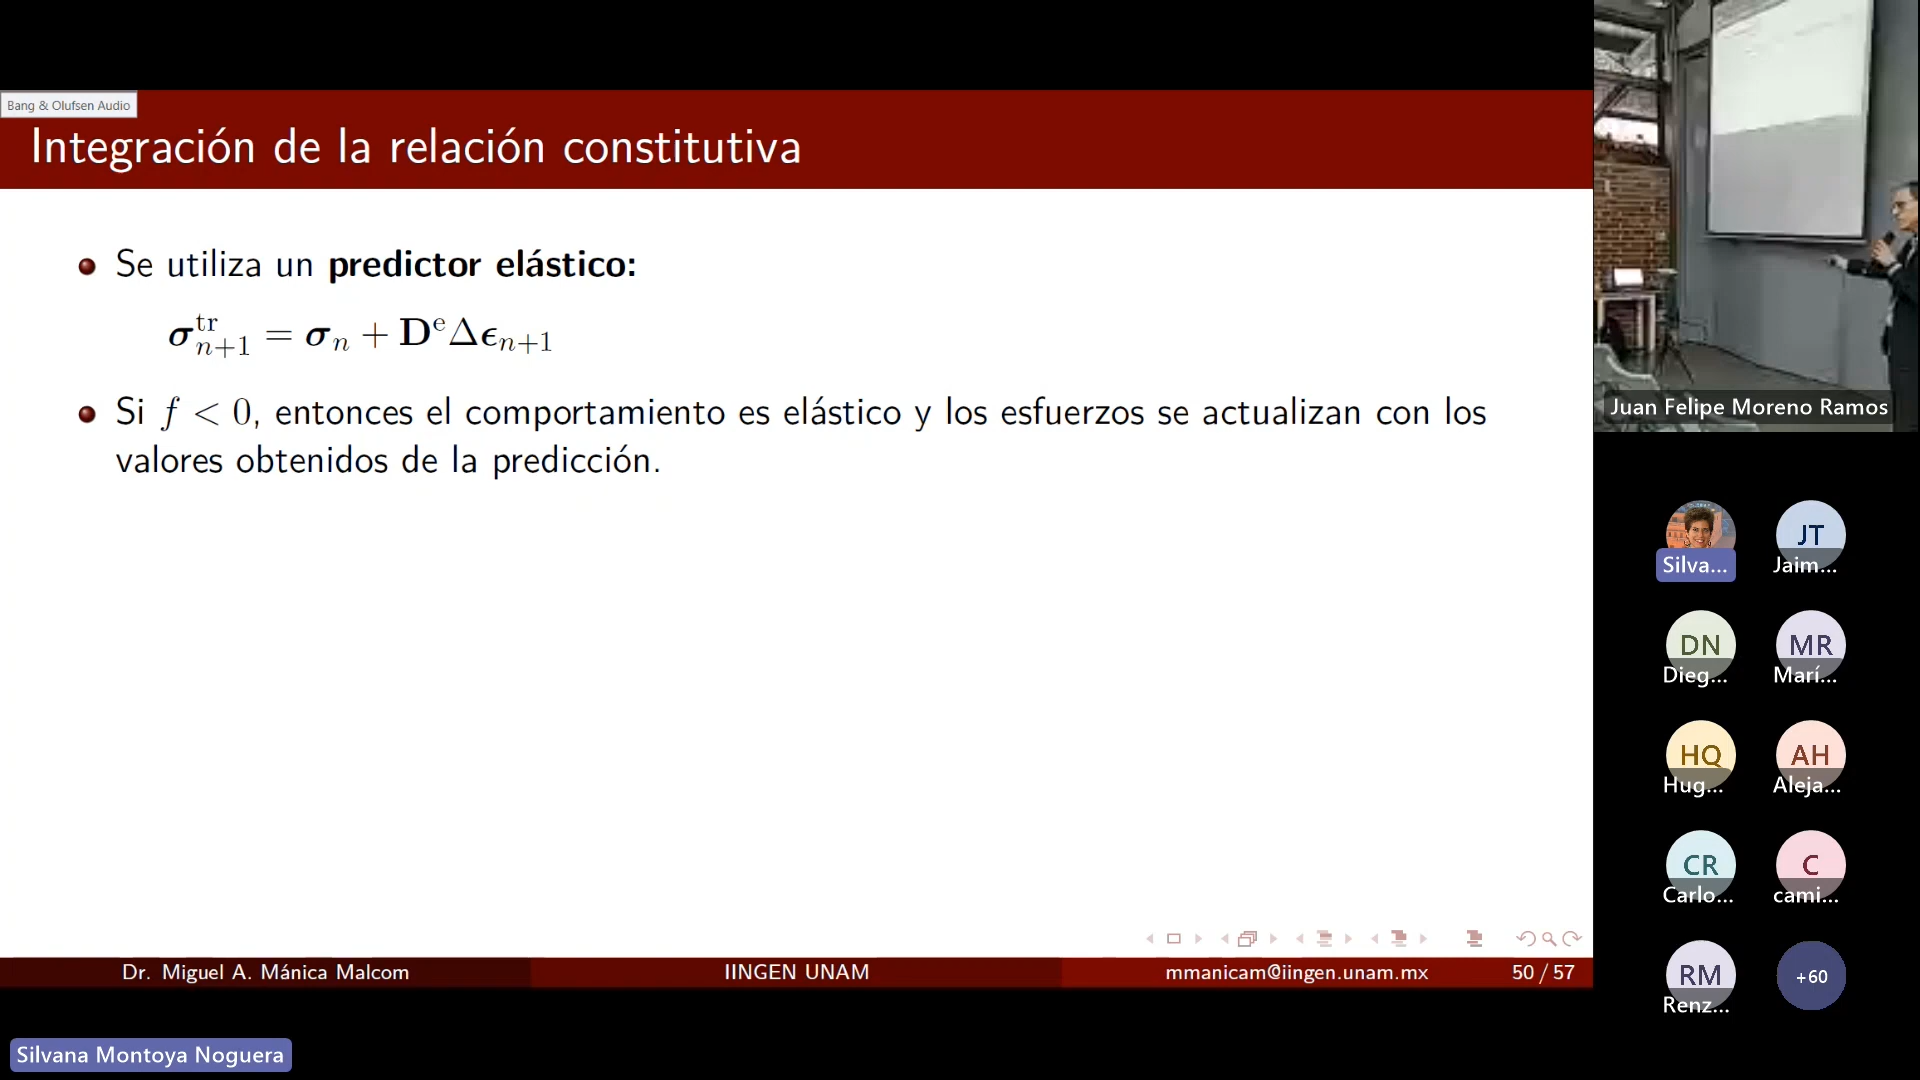 Bang & Olufsen Audio
Integración de la relación constitutiva
Se utiliza un predictor elástico:
σ^{tr}_{n+1} = σ_n + D^e Δϵ_{n+1}
Si f < 0, entonces el comportamiento es elástico y los esfuerzos se actualizan con los
valores obtenidos de la predicción.
Dr. Miguel A. Mánica Malcom
IINGEN UNAM
mmanicam@iingen.unam.mx
50 / 57
Silvana Montoya Noguera
Juan Felipe Moreno Ramos
Silva...
JT
Jaim...
DN
Dieg...
MR
Marí...
HQ
Hug...
AH
Aleja...
CR
Carlo...
C
cami...
RM
Renz...
+60